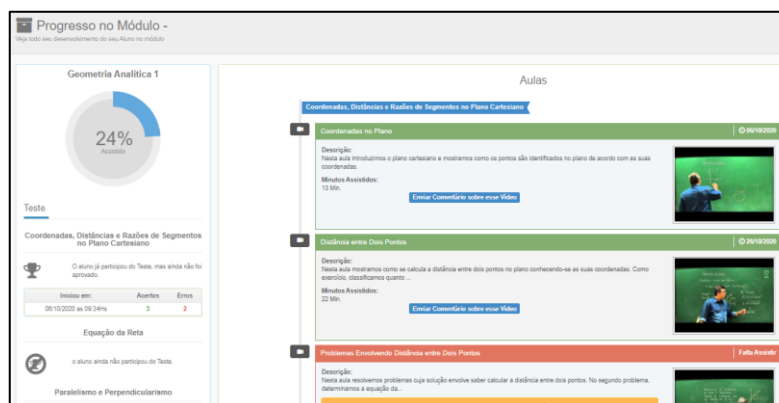 Progresso no Módulo -
Veja todo seu desenvolvimento do seu Aluno no módulo
Geometria Analítica 1
24%
Assistido
Teste
Coordenadas, Distâncias e Razões de Segmentos
no Plano Cartesiano
O aluno já participou do Teste, mas ainda não foi
aprovado.
Iniciou em: Acertos Erros
06/10/2020 as 09:34Hs 3 2
Equação da Reta
o aluno ainda não participou do Teste.
Paralelismo e Perpendicularismo
Aulas
Coordenadas, Distâncias e Razões de Segmentos no Plano Cartesiano
Coordenadas no Plano 06/10/2020
Descrição:
Nesta aula introduzimos o plano cartesiano e mostramos como os pontos são identificados no plano de acordo com as suas
coordenadas.
Minutos Assistidos:
13 Min.
Enviar Comentário sobre esse Vídeo
Distância entre Dois Pontos 26/10/2020
Descrição:
Nesta aula mostramos como se calcula a distância entre dois pontos no plano conhecendo-se as suas coordenadas. Como
exercício, classificamos quanto ...
Minutos Assistidos:
22 Min.
Enviar Comentário sobre esse Vídeo
Problemas Envolvendo Distância entre Dois Pontos Falta Assistir
Descrição:
Nesta aula resolvemos problemas cuja solução envolve saber calcular a distância entre dois pontos. No segundo problema,
determinamos a equação da...